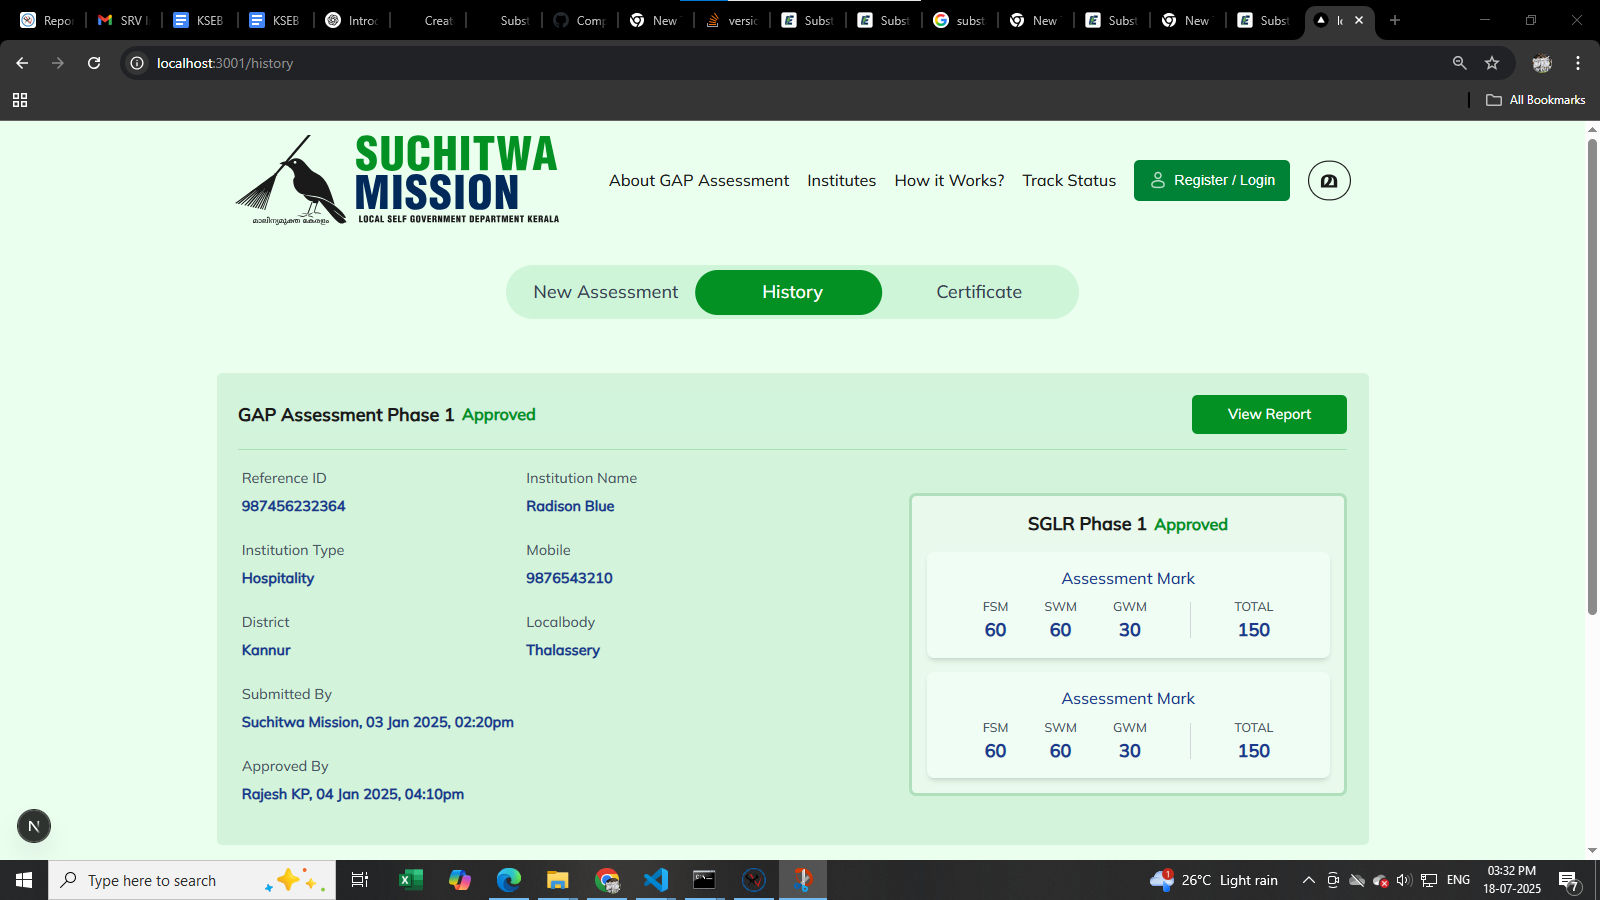 Repor
SRV I
KSEB
KSEB
Introd
Creat
Subst
Comp
New
versio
Subst
Subst
subst
New
Subst
New
Subst
localhost:3001/history
All Bookmarks
SUCHITWA
MISSION
LOCAL SELF GOVERNMENT DEPARTMENT KERALA
മാലിന്യമുക്ത കേരളം
About GAP Assessment
Institutes
How it Works?
Track Status
Register / Login
മ
New Assessment
History
Certificate
GAP Assessment Phase 1 Approved
View Report
Reference ID
987456232364
Institution Name
Radison Blue
Institution Type
Hospitality
Mobile
9876543210
District
Kannur
Localbody
Thalassery
Submitted By
Suchitwa Mission, 03 Jan 2025, 02:20pm
Approved By
Rajesh KP, 04 Jan 2025, 04:10pm
SGLR Phase 1 Approved
Assessment Mark
FSM SWM GWM TOTAL
60 60 30 150
Assessment Mark
FSM SWM GWM TOTAL
60 60 30 150
N
Type here to search
1
26°C Light rain
ENG
03:32 PM
18-07-2025
7